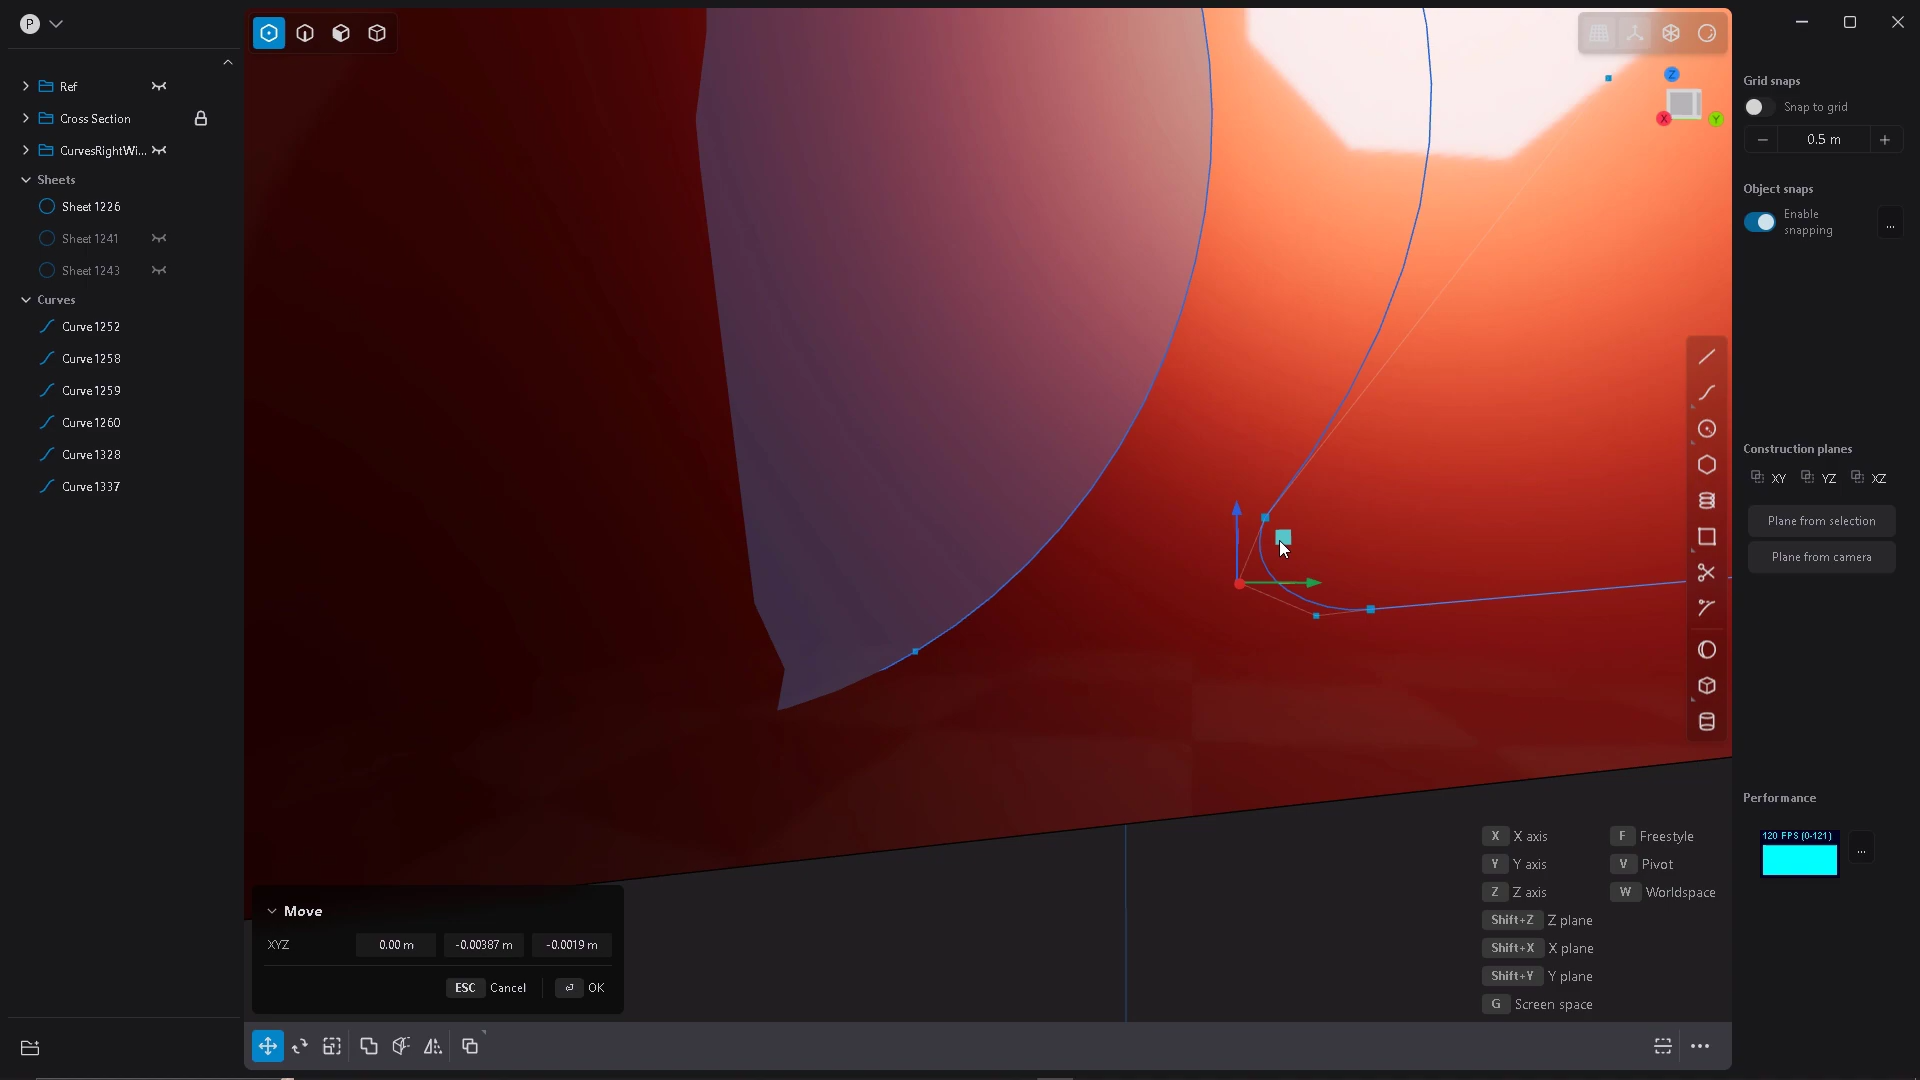 P
Ref
Cross Section
CurvesRightWi...
Sheets
Sheet 1226
Sheet 1241
Sheet 1243
Curves
Curve 1252
Curve 1258
Curve 1259
Curve 1260
Curve 1328
Curve 1337
Z
X
Y
Grid snaps
Snap to grid
0.5 m
Object snaps
Enable
snapping
...
Construction planes
XY YZ XZ
Plane from selection
Plane from camera
Performance
120 FPS (0-121)
...
X X axis
Y Y axis
Z Z axis
Shift+Z Z plane
Shift+X X plane
Shift+Y Y plane
G Screen space
F Freestyle
V Pivot
W Worldspace
Move
XYZ 0.00 m -0.00387 m -0.0019 m
ESC Cancel OK